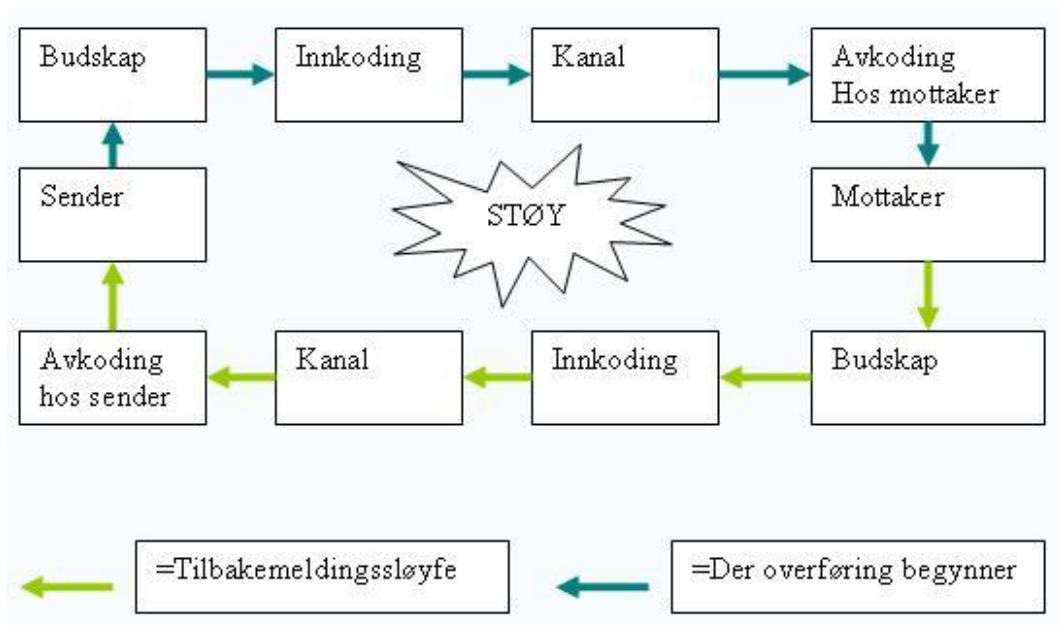 Budskap
Innkoding
Kanal
Avkoding
Hos mottaker
Sender
STØY
Mottaker
Avkoding
hos sender
Kanal
Innkoding
Budskap
=Tilbakemeldingssløyfe
=Der overføring begynner